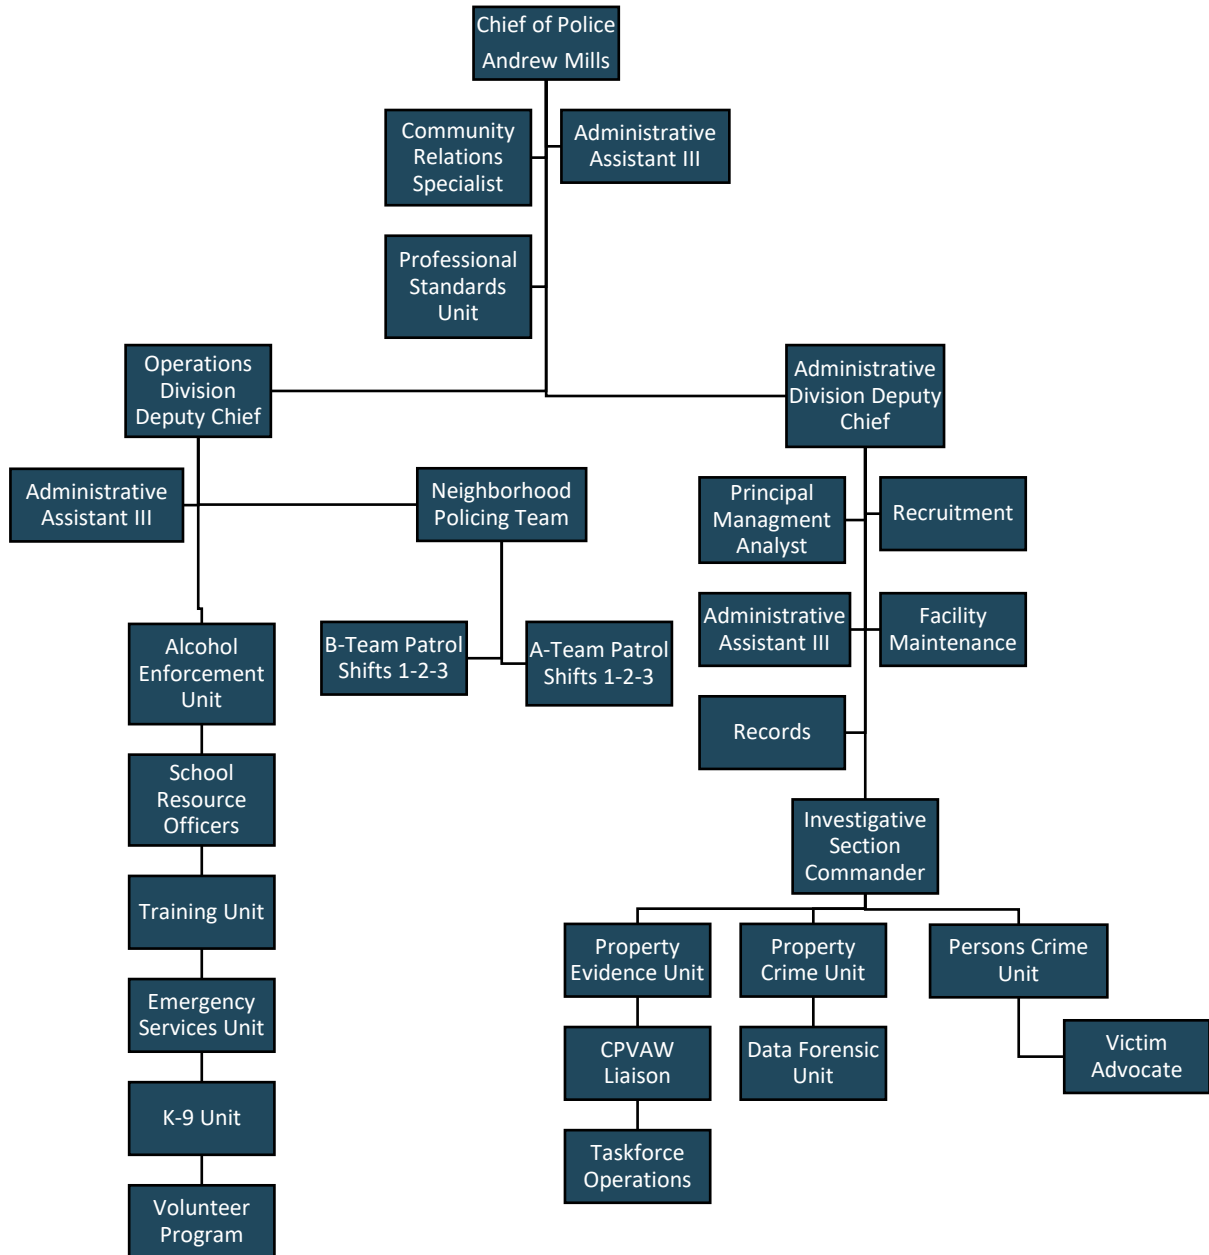 Chief of Police
Andrew Mills
Community
Relations
Specialist
Administrative
Assistant III
Professional
Standards
Unit
Operations
Division
Deputy Chief
Administrative
Division Deputy
Chief
Administrative
Assistant III
Neighborhood
Policing Team
Principal
Managment
Analyst
Recruitment
B-Team Patrol
Shifts 1-2-3
A-Team Patrol
Shifts 1-2-3
Administrative
Assistant III
Facility
Maintenance
Alcohol
Enforcement
Unit
Records
School
Resource
Officers
Investigative
Section
Commander
Training Unit
Property
Evidence Unit
Property
Crime Unit
Persons Crime
Unit
Emergency
Services Unit
CPVAW
Liaison
Data Forensic
Unit
Victim
Advocate
K-9 Unit
Taskforce
Operations
Volunteer
Program